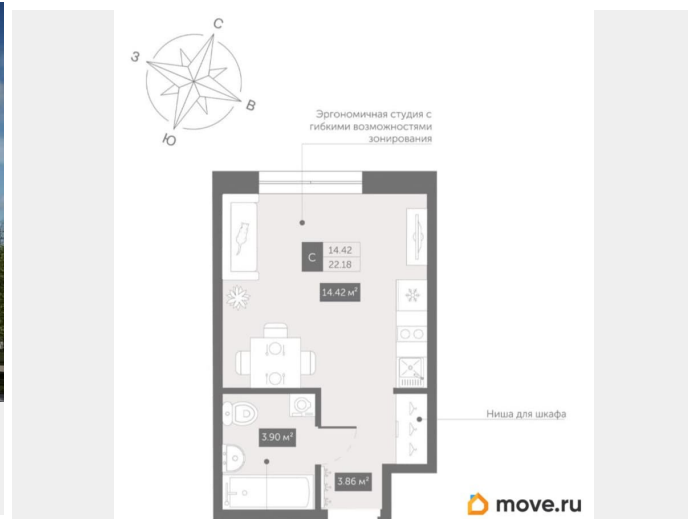 С
З
В
Ю
Эргономичная студия с
гибкими возможностями
зонирования
С
14.42
22.18
14.42 м²
Ниша для шкафа
3.90 м²
3.86 м²
move.ru